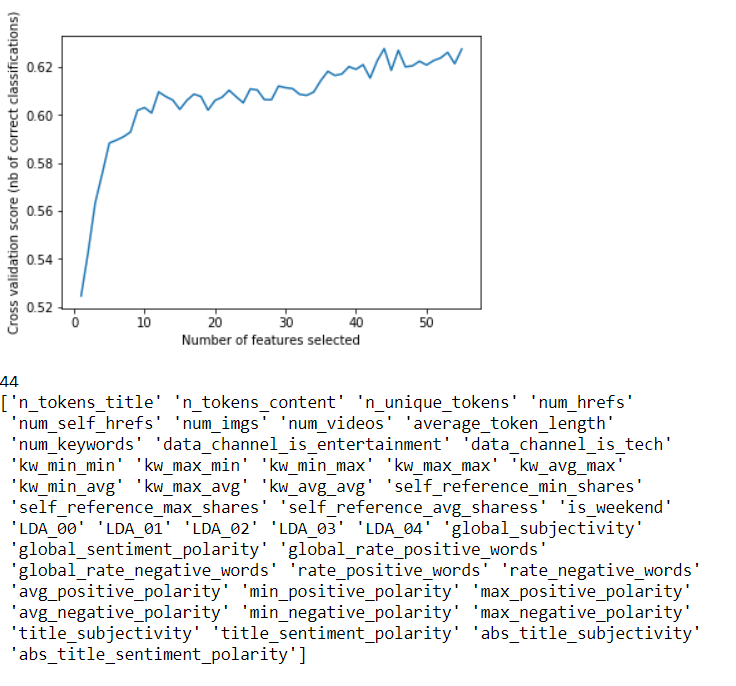 Cross validation score (nb of correct classifications)
0.62
0.60
0.58
0.56
0.54
0.52
0 10 20 30 40 50
Number of features selected
44
['n_tokens_title' 'n_tokens_content' 'n_unique_tokens' 'num_hrefs'
'num_self_hrefs' 'num_imgs' 'num_videos' 'average_token_length'
'num_keywords' 'data_channel_is_entertainment' 'data_channel_is_tech'
'kw_min_min' 'kw_max_min' 'kw_min_max' 'kw_max_max' 'kw_avg_max'
'kw_min_avg' 'kw_max_avg' 'kw_avg_avg' 'self_reference_min_shares'
'self_reference_max_shares' 'self_reference_avg_sharess' 'is_weekend'
'LDA_00' 'LDA_01' 'LDA_02' 'LDA_03' 'LDA_04' 'global_subjectivity'
'global_sentiment_polarity' 'global_rate_positive_words'
'global_rate_negative_words' 'rate_positive_words' 'rate_negative_words'
'avg_positive_polarity' 'min_positive_polarity' 'max_positive_polarity'
'avg_negative_polarity' 'min_negative_polarity' 'max_negative_polarity'
'title_subjectivity' 'title_sentiment_polarity' 'abs_title_subjectivity'
'abs_title_sentiment_polarity']